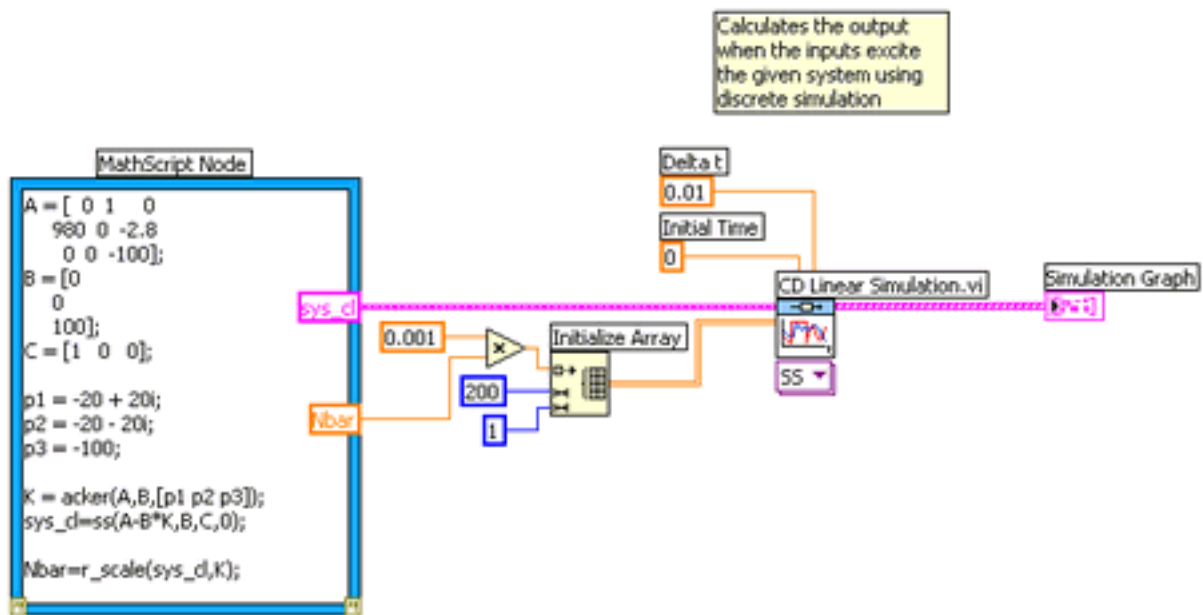 Calculates the output
when the inputs excite
the given system using
discrete simulation
MathScript Node
A = [ 0 1 0
980 0 -2.8
0 0 -100];
B = [0
0
100];
C = [1 0 0];
p1 = -20 + 20i;
p2 = -20 - 20i;
p3 = -100;
K = acker(A,B,[p1 p2 p3]);
sys_cl=ss(A-B*K,B,C,0);
Nbar=r_scale(sys_cl,K);
sys_cl
Nbar
0.001
200
1
Initialize Array
Delta t
0.01
Initial Time
0
CD Linear Simulation.vi
SS
Simulation Graph